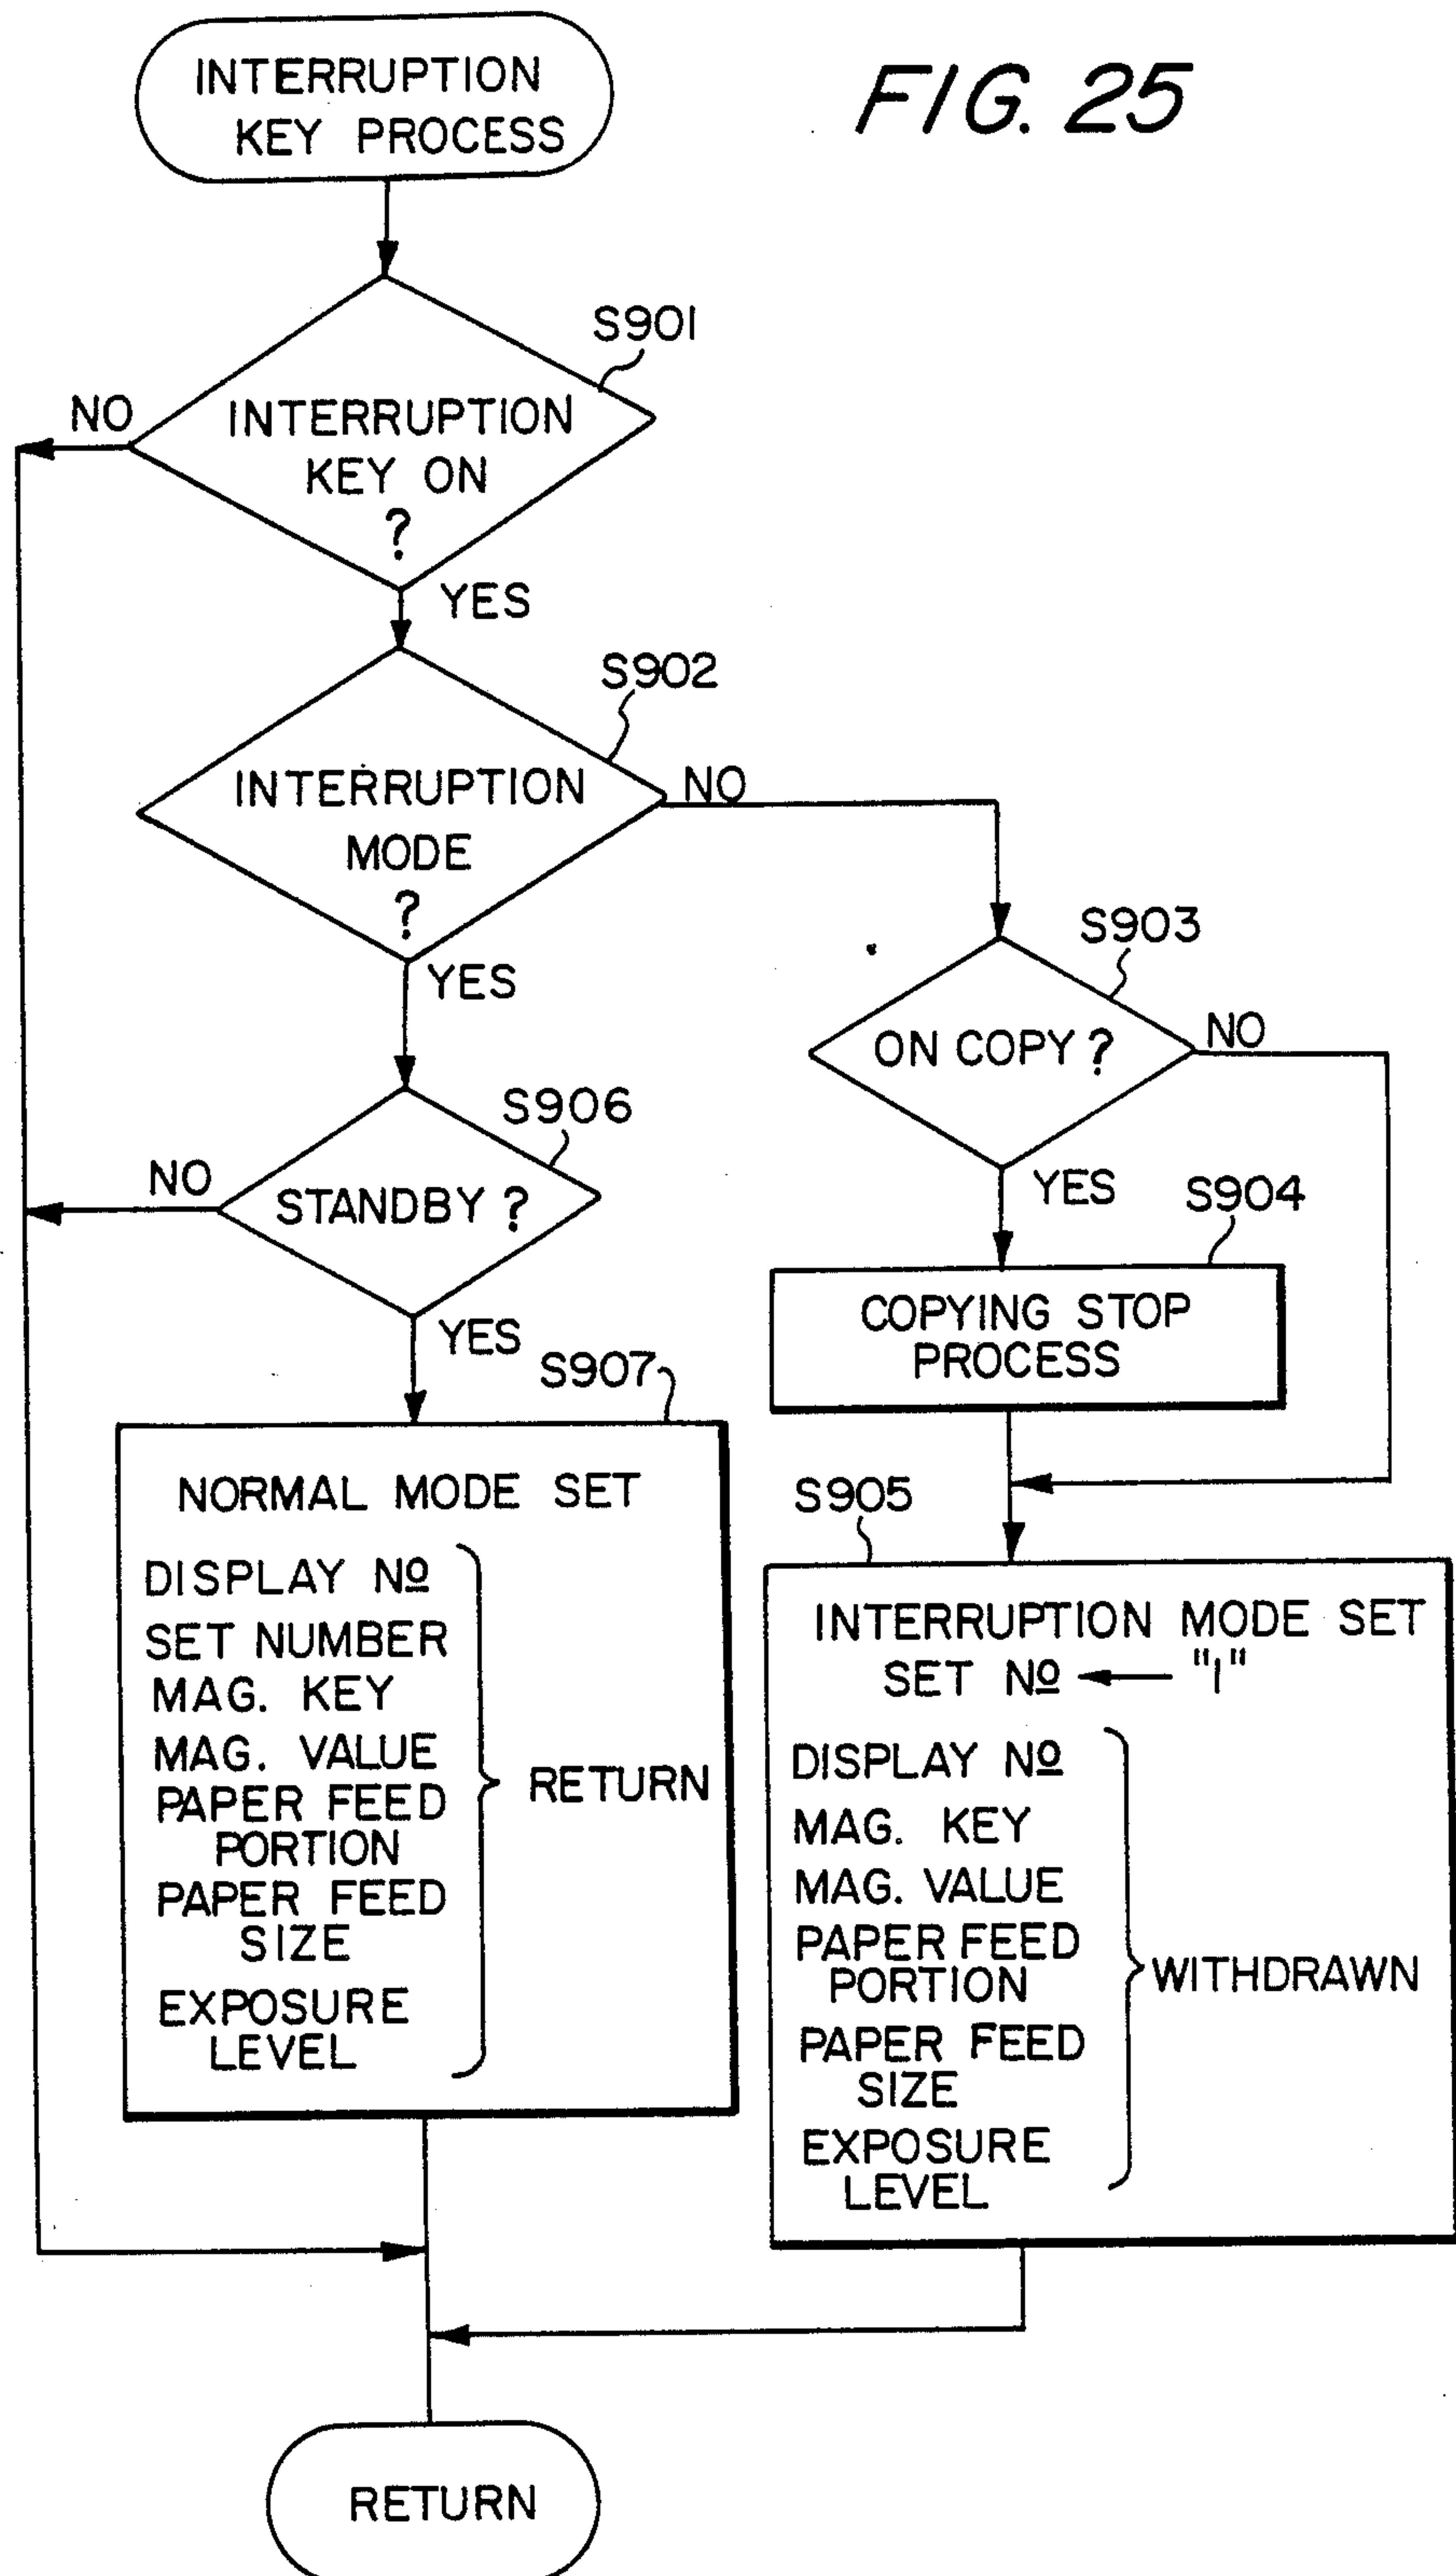 INTERRUPTION
KEY PROCESS
FIG. 25
S901
NO
INTERRUPTION
KEY ON
?
YES
S902
INTERRUPTION
MODE
?
NO
YES
S903
ON COPY ?
NO
YES
S906
NO
STANDBY ?
YES
S904
COPYING STOP
PROCESS
S907
NORMAL MODE SET
DISPLAY Nº
SET NUMBER
MAG. KEY
MAG. VALUE
PAPER FEED
PORTION
PAPER FEED
SIZE
EXPOSURE
LEVEL
RETURN
S905
INTERRUPTION MODE SET
SET Nº ← "1"
DISPLAY Nº
MAG. KEY
MAG. VALUE
PAPER FEED
PORTION
PAPER FEED
SIZE
EXPOSURE
LEVEL
WITHDRAWN
RETURN